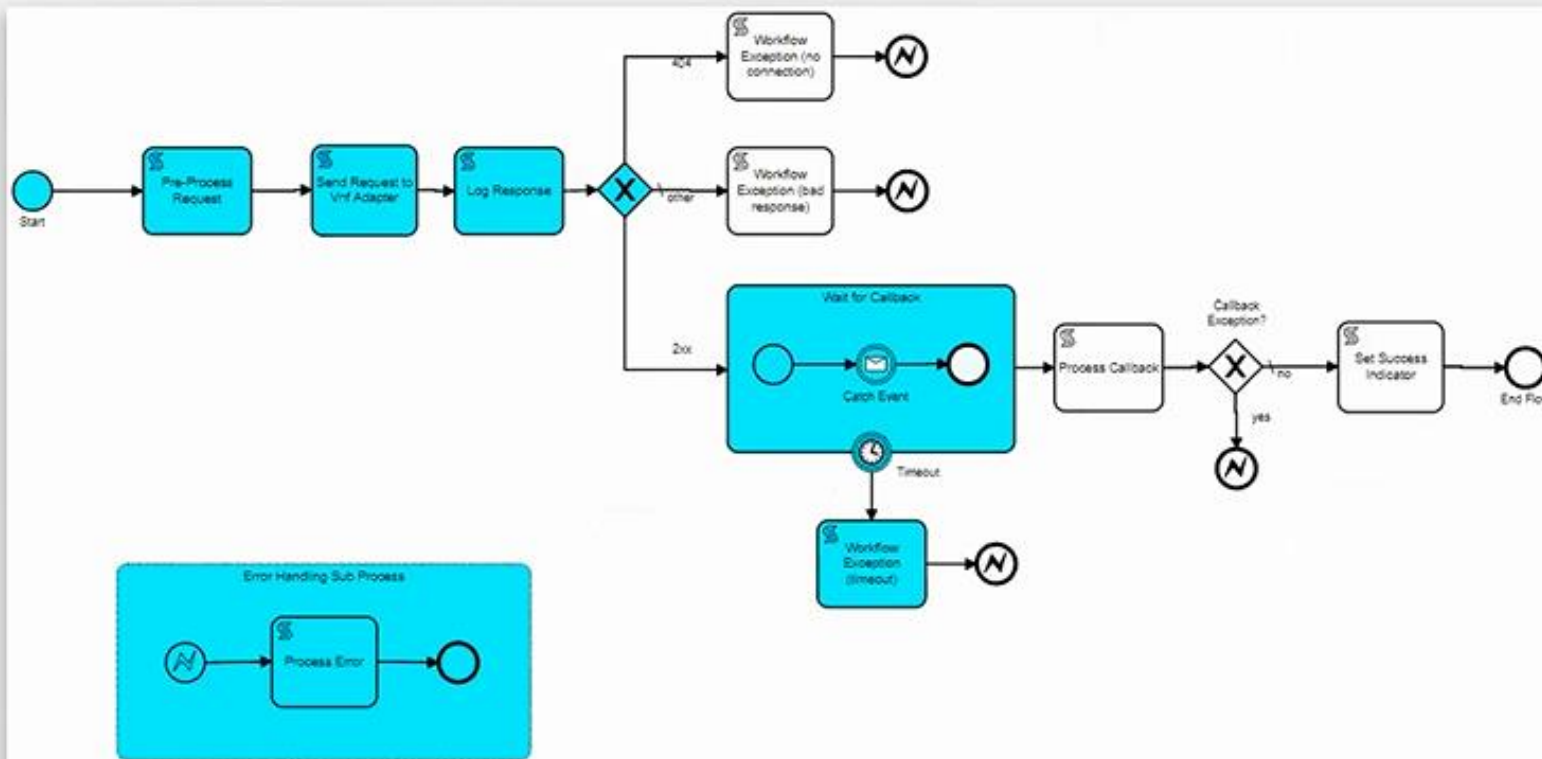 404
Workflow
Exception (no
connection)
Start
Pre-Process
Request
Send Request to
Vnf Adapter
Log Response
other
Workflow
Exception (bad
response)
2xx
Wait for Callback
Catch Event
Timeout
Process Callback
Callback
Exception?
no
yes
Set Success
Indicator
End Flo
Workflow
Exception
(timeout)
Error Handling Sub Process
Process Error